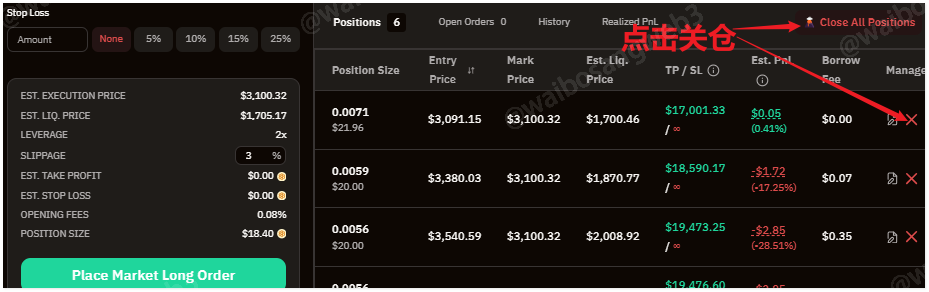 Stop Loss
Amount None 5% 10% 15% 25%
EST. EXECUTION PRICE $3,100.32
EST. LIQ. PRICE $1,705.17
LEVERAGE 2x
SLIPPAGE 3 %
EST. TAKE PROFIT $0.00
EST. STOP LOSS $0.00
OPENING FEES 0.08%
POSITION SIZE $18.40
Place Market Long Order
Positions 6 Open Orders 0 History Realized PnL Close All Positions
点击关仓
Position Size Entry Price Mark Price Est. Liq. Price TP / SL Est. Pnl Borrow Fee Manage
0.0071 $3,091.15 $3,100.32 $1,700.46 $17,001.33 $0.05 $0.00
$21.96 / ∞ (0.41%)
0.0059 $3,380.03 $3,100.32 $1,870.77 $18,590.17 -$1.72 $0.07
$20.00 / ∞ (-17.25%)
0.0056 $3,540.59 $3,100.32 $2,008.92 $19,473.25 -$2.85 $0.35
$20.00 / ∞ (-28.51%)
0.0056 $19,476.60